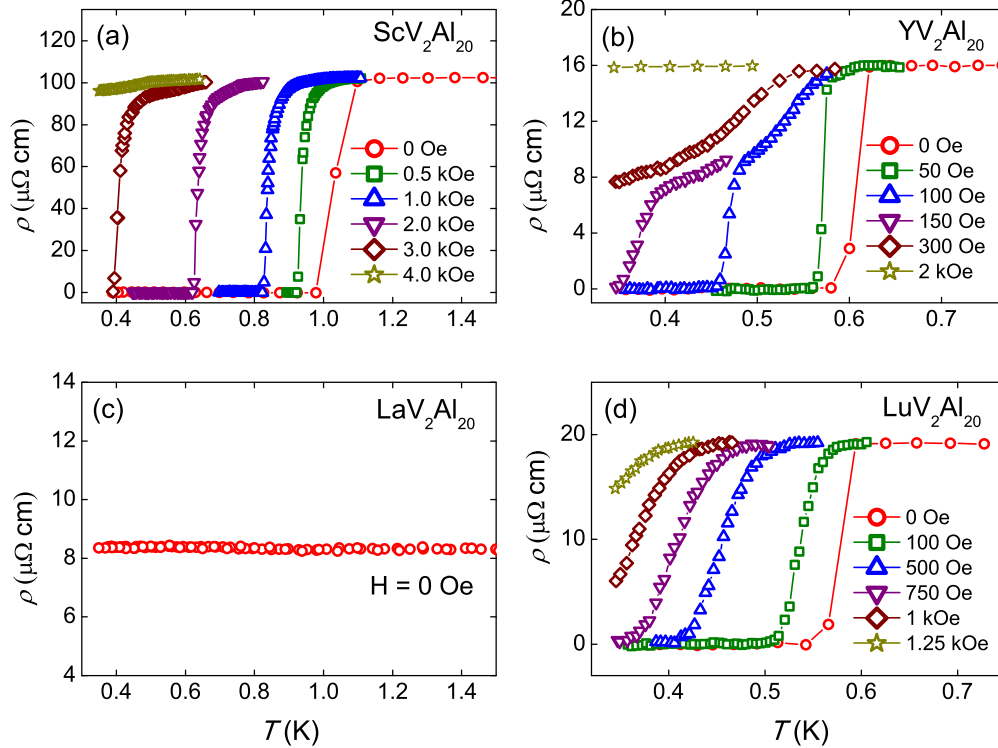 (a) ScV₂Al₂₀
ρ (μΩ cm)
120
100
80
60
40
20
0
0 Oe
0.5 kOe
1.0 kOe
2.0 kOe
3.0 kOe
4.0 kOe
0.4 0.6 0.8 1.0 1.2 1.4
(b) YV₂Al₂₀
ρ (μΩ cm)
20
16
12
8
4
0
0 Oe
50 Oe
100 Oe
150 Oe
300 Oe
2 kOe
0.4 0.5 0.6 0.7
(c) LaV₂Al₂₀
ρ (μΩ cm)
14
12
10
8
6
4
H = 0 Oe
0.4 0.6 0.8 1.0 1.2 1.4
T (K)
(d) LuV₂Al₂₀
ρ (μΩ cm)
20
10
0
0 Oe
100 Oe
500 Oe
750 Oe
1 kOe
1.25 kOe
0.4 0.5 0.6 0.7
T (K)